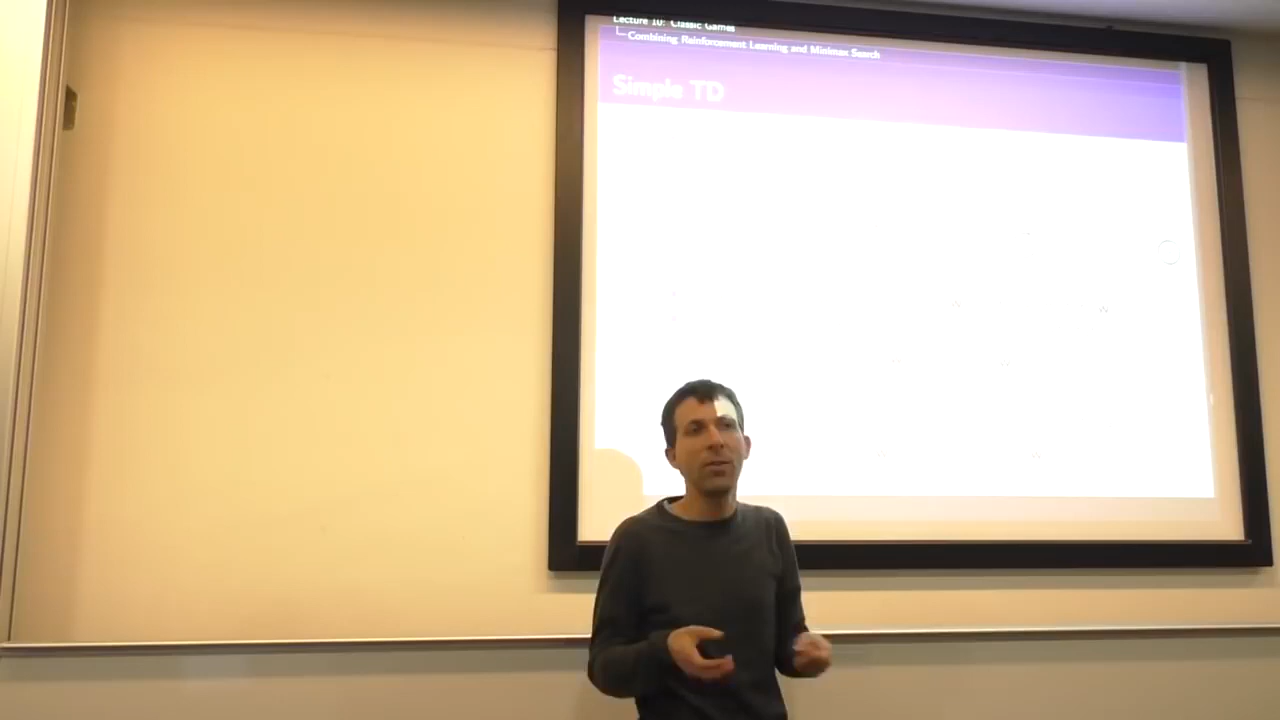 Lecture 10: Classic Games
Combining Reinforcement Learning and Minimax Search
Simple TD